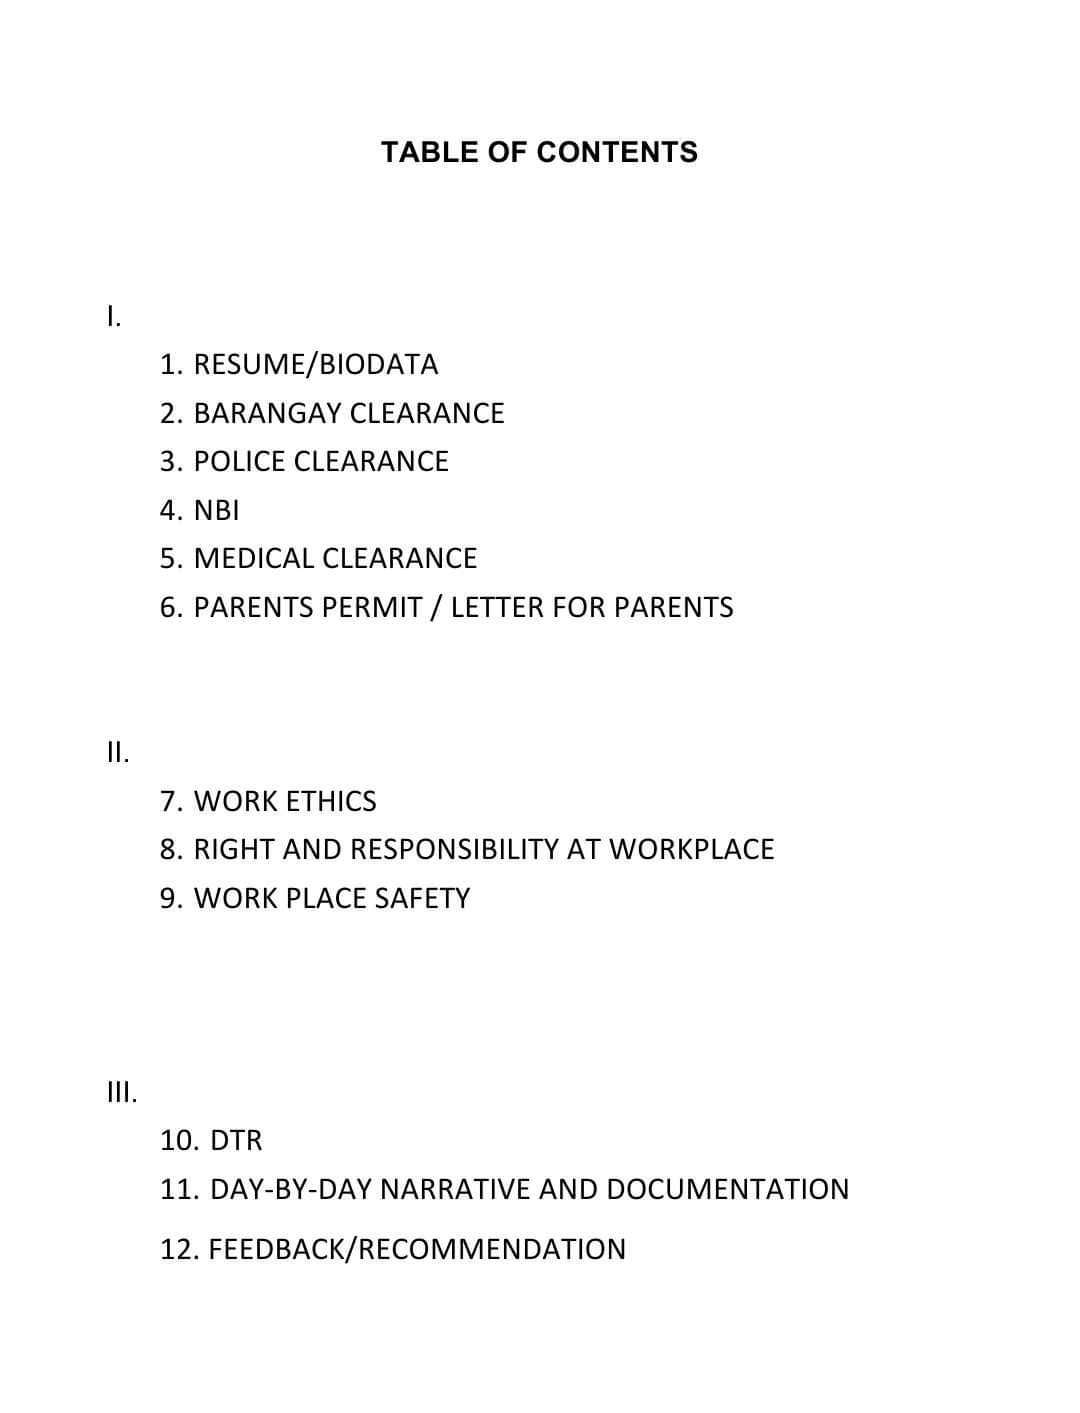 TABLE OF CONTENTS
I.
1. RESUME/BIODATA
2. BARANGAY CLEARANCE
3. POLICE CLEARANCE
4. NBI
5. MEDICAL CLEARANCE
6. PARENTS PERMIT / LETTER FOR PARENTS
II.
7. WORK ETHICS
8. RIGHT AND RESPONSIBILITY AT WORKPLACE
9. WORK PLACE SAFETY
III.
10. DTR
11. DAY-BY-DAY NARRATIVE AND DOCUMENTATION
12. FEEDBACK/RECOMMENDATION